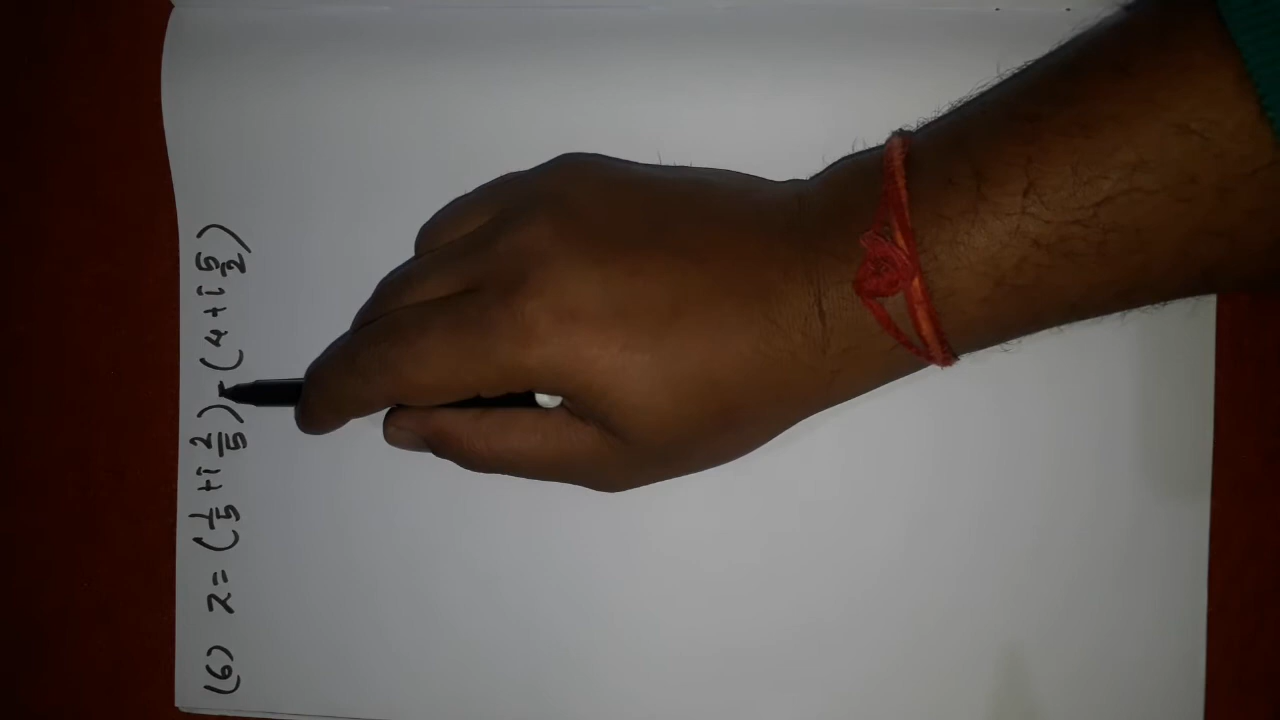 (6) z = (1/5 + i 2/5) - (4 + i 5/2)